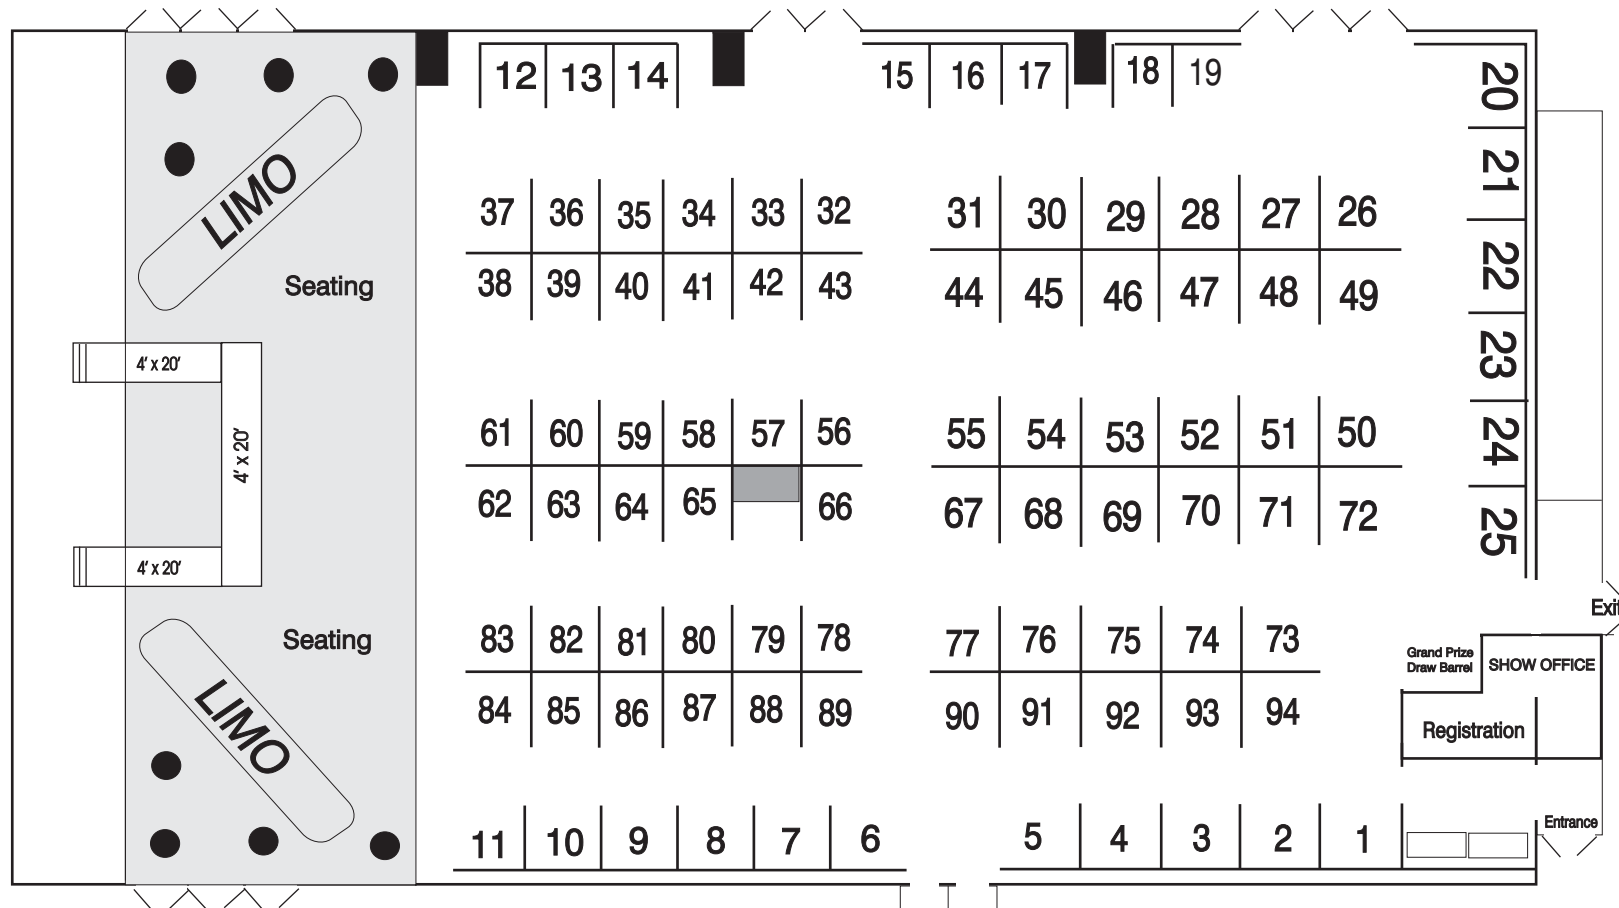 12 13 14 15 16 17 18 19
20
21
22
23
24
25
LIMO
Seating
37 36 35 34 33 32 31 30 29 28 27 26
38 39 40 41 42 43 44 45 46 47 48 49
4' x 20'
4' x 20'
4' x 20'
61 60 59 58 57 56 55 54 53 52 51 50
62 63 64 65 66 67 68 69 70 71 72
Exit
Seating
LIMO
83 82 81 80 79 78 77 76 75 74 73
84 85 86 87 88 89 90 91 92 93 94
Grand Prize
Draw Barrel
SHOW OFFICE
Registration
Entrance
11 10 9 8 7 6 5 4 3 2 1